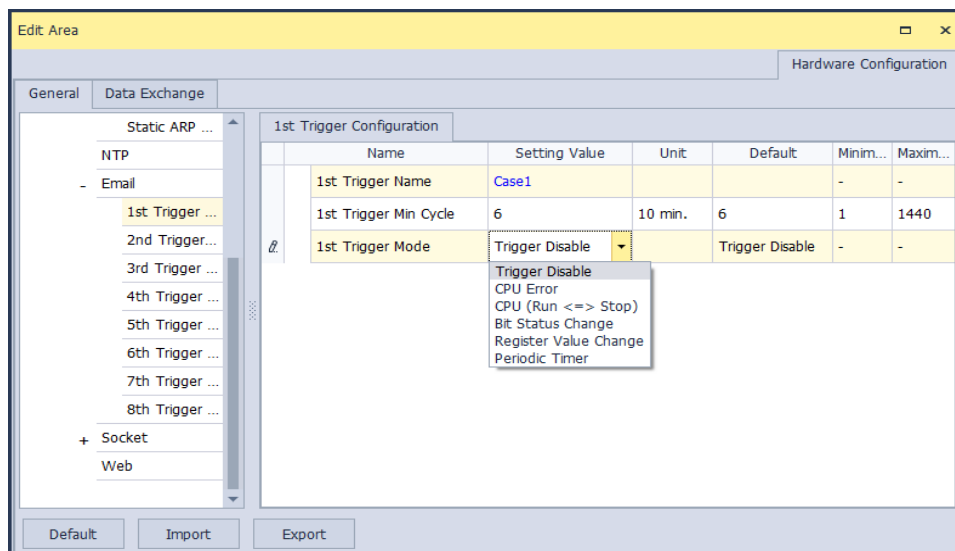 Edit Area
Hardware Configuration
General Data Exchange
Static ARP ...
NTP
- Email
1st Trigger ...
2nd Trigger...
3rd Trigger ...
4th Trigger ...
5th Trigger ...
6th Trigger ...
7th Trigger ...
8th Trigger ...
+ Socket
Web
1st Trigger Configuration
Name Setting Value Unit Default Minim... Maxim...
1st Trigger Name Case1 - -
1st Trigger Min Cycle 6 10 min. 6 1 1440
1st Trigger Mode Trigger Disable Trigger Disable - -
Trigger Disable
CPU Error
CPU (Run <=> Stop)
Bit Status Change
Register Value Change
Periodic Timer
Default Import Export